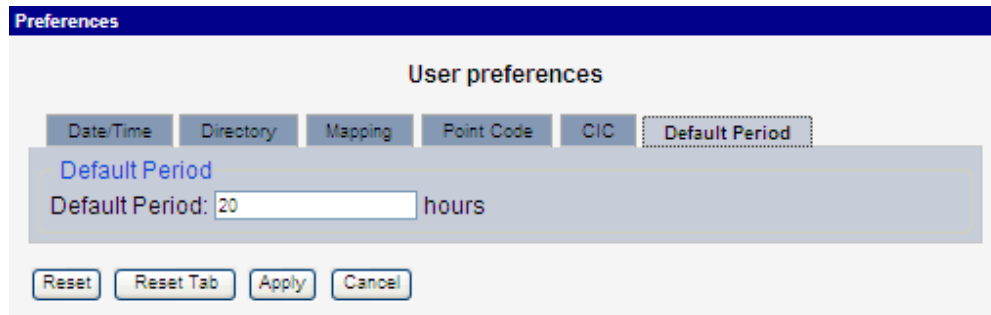 Preferences
User preferences
Date/Time Directory Mapping Point Code CIC Default Period
Default Period
Default Period: 20 hours
Reset Reset Tab Apply Cancel